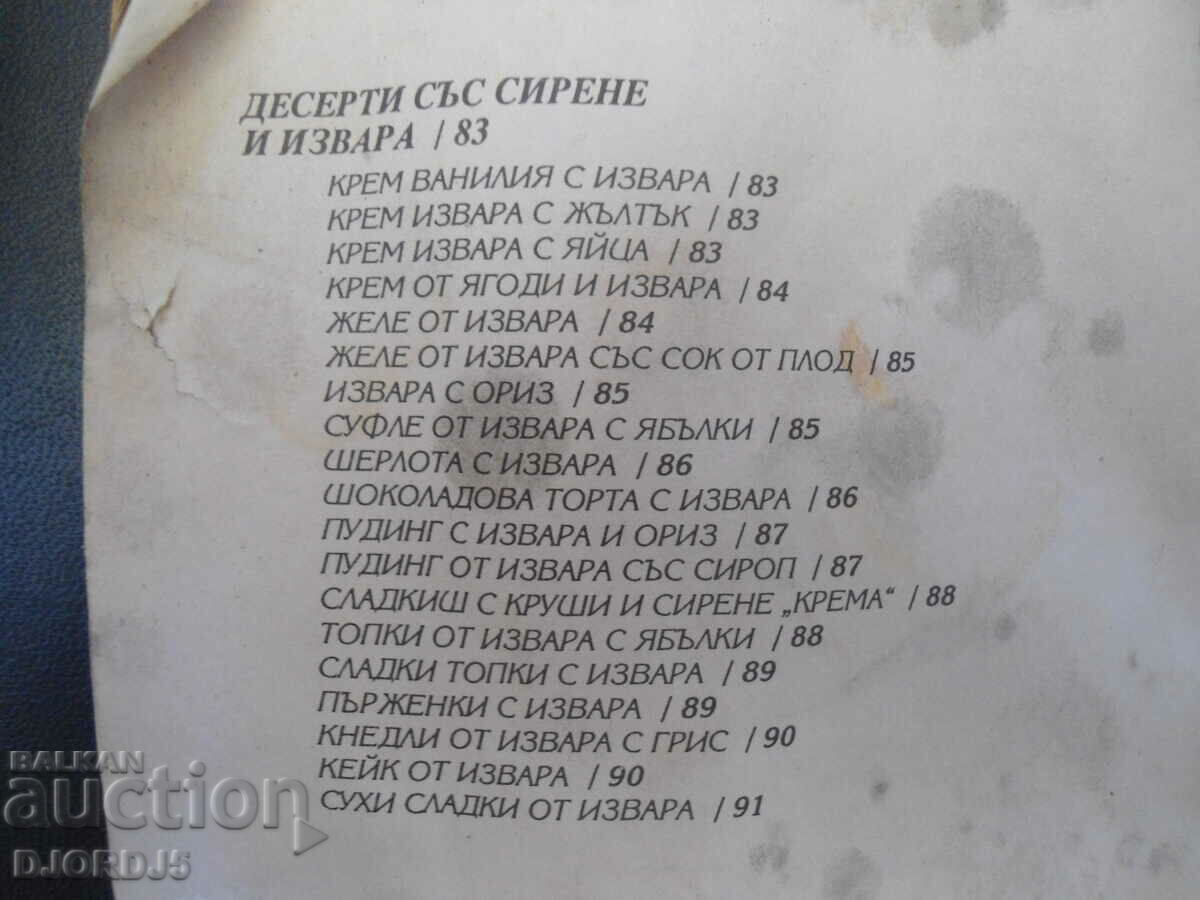 ДЕСЕРТИ СЪС СИРЕНЕ
И ИЗВАРА / 83
КРЕМ ВАНИЛИЯ С ИЗВАРА / 83
КРЕМ ИЗВАРА С ЖЪЛТЪК / 83
КРЕМ ИЗВАРА С ЯЙЦА / 83
КРЕМ ОТ ЯГОДИ И ИЗВАРА / 84
ЖЕЛЕ ОТ ИЗВАРА / 84
ЖЕЛЕ ОТ ИЗВАРА СЪС СОК ОТ ПЛОД / 85
ИЗВАРА С ОРИЗ / 85
СУФЛЕ ОТ ИЗВАРА С ЯБЪЛКИ / 85
ШЕРЛОТА С ИЗВАРА / 86
ШОКОЛАДОВА ТОРТА С ИЗВАРА / 86
ПУДИНГ С ИЗВАРА И ОРИЗ / 87
ПУДИНГ ОТ ИЗВАРА СЪС СИРОП / 87
СЛАДКИШ С КРУШИ И СИРЕНЕ „КРЕМА“ / 88
ТОПКИ ОТ ИЗВАРА С ЯБЪЛКИ / 88
СЛАДКИ ТОПКИ С ИЗВАРА / 89
ПЪРЖЕНКИ С ИЗВАРА / 89
КНЕДЛИ ОТ ИЗВАРА С ГРИС / 90
КЕЙК ОТ ИЗВАРА / 90
СУХИ СЛАДКИ ОТ ИЗВАРА / 91
BALKAN
auction
DJORDJ5